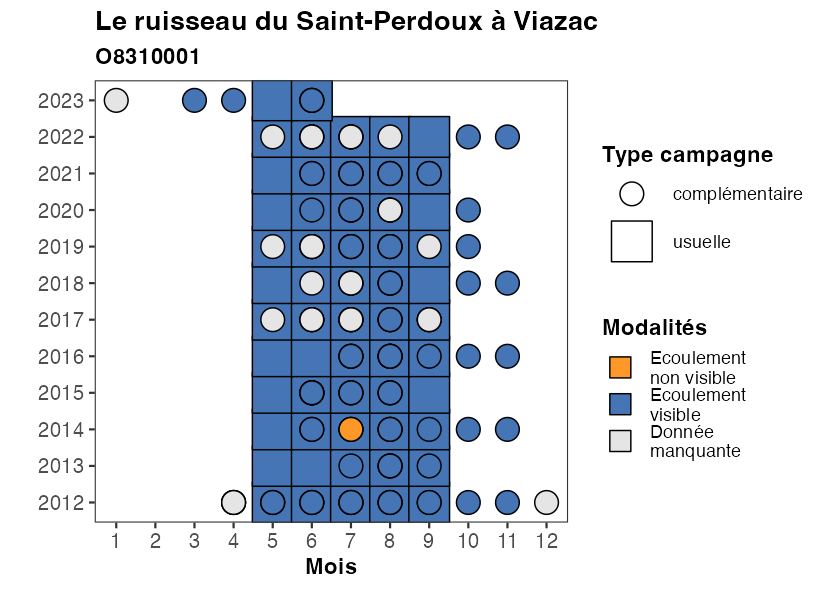 Le ruisseau du Saint-Perdoux à Viazac
O8310001
2023
2022
2021
2020
2019
2018
2017
2016
2015
2014
2013
2012
1 2 3 4 5 6 7 8 9 10 11 12
Mois
Type campagne
complémentaire
usuelle
Modalités
Ecoulement
non visible
Ecoulement
visible
Donnée
manquante